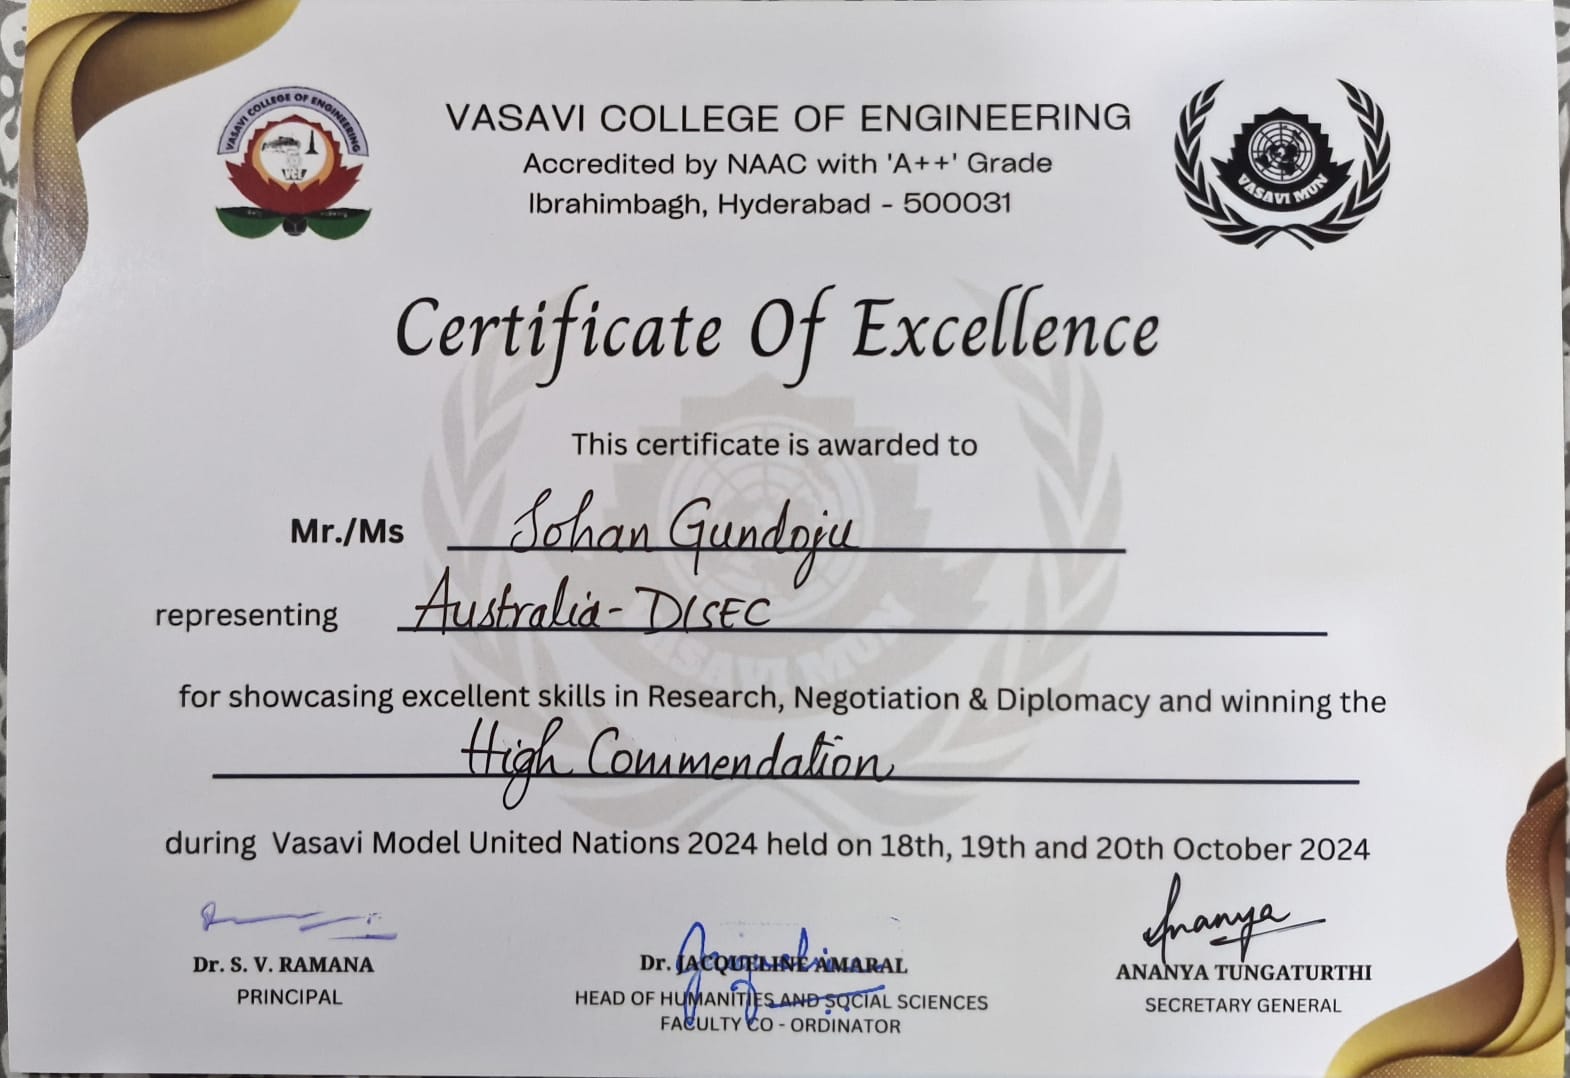 VASAVI COLLEGE OF ENGINEERING
VASAVI COLLEGE OF ENGINEERING
Accredited by NAAC with 'A++' Grade
Ibrahimbagh, Hyderabad - 500031
VASAVI MUN
Certificate Of Excellence
This certificate is awarded to
Mr./Ms Sohan Gundoju
representing Australia - DISEC
VASAVI MUN
for showcasing excellent skills in Research, Negotiation & Diplomacy and winning the
High Commendation
during Vasavi Model United Nations 2024 held on 18th, 19th and 20th October 2024
Ananya
Dr. S. V. RAMANA
PRINCIPAL
Dr. JACQUELINE AMARAL
HEAD OF HUMANITIES AND SOCIAL SCIENCES
FACULTY CO - ORDINATOR
ANANYA TUNGATURTHI
SECRETARY GENERAL